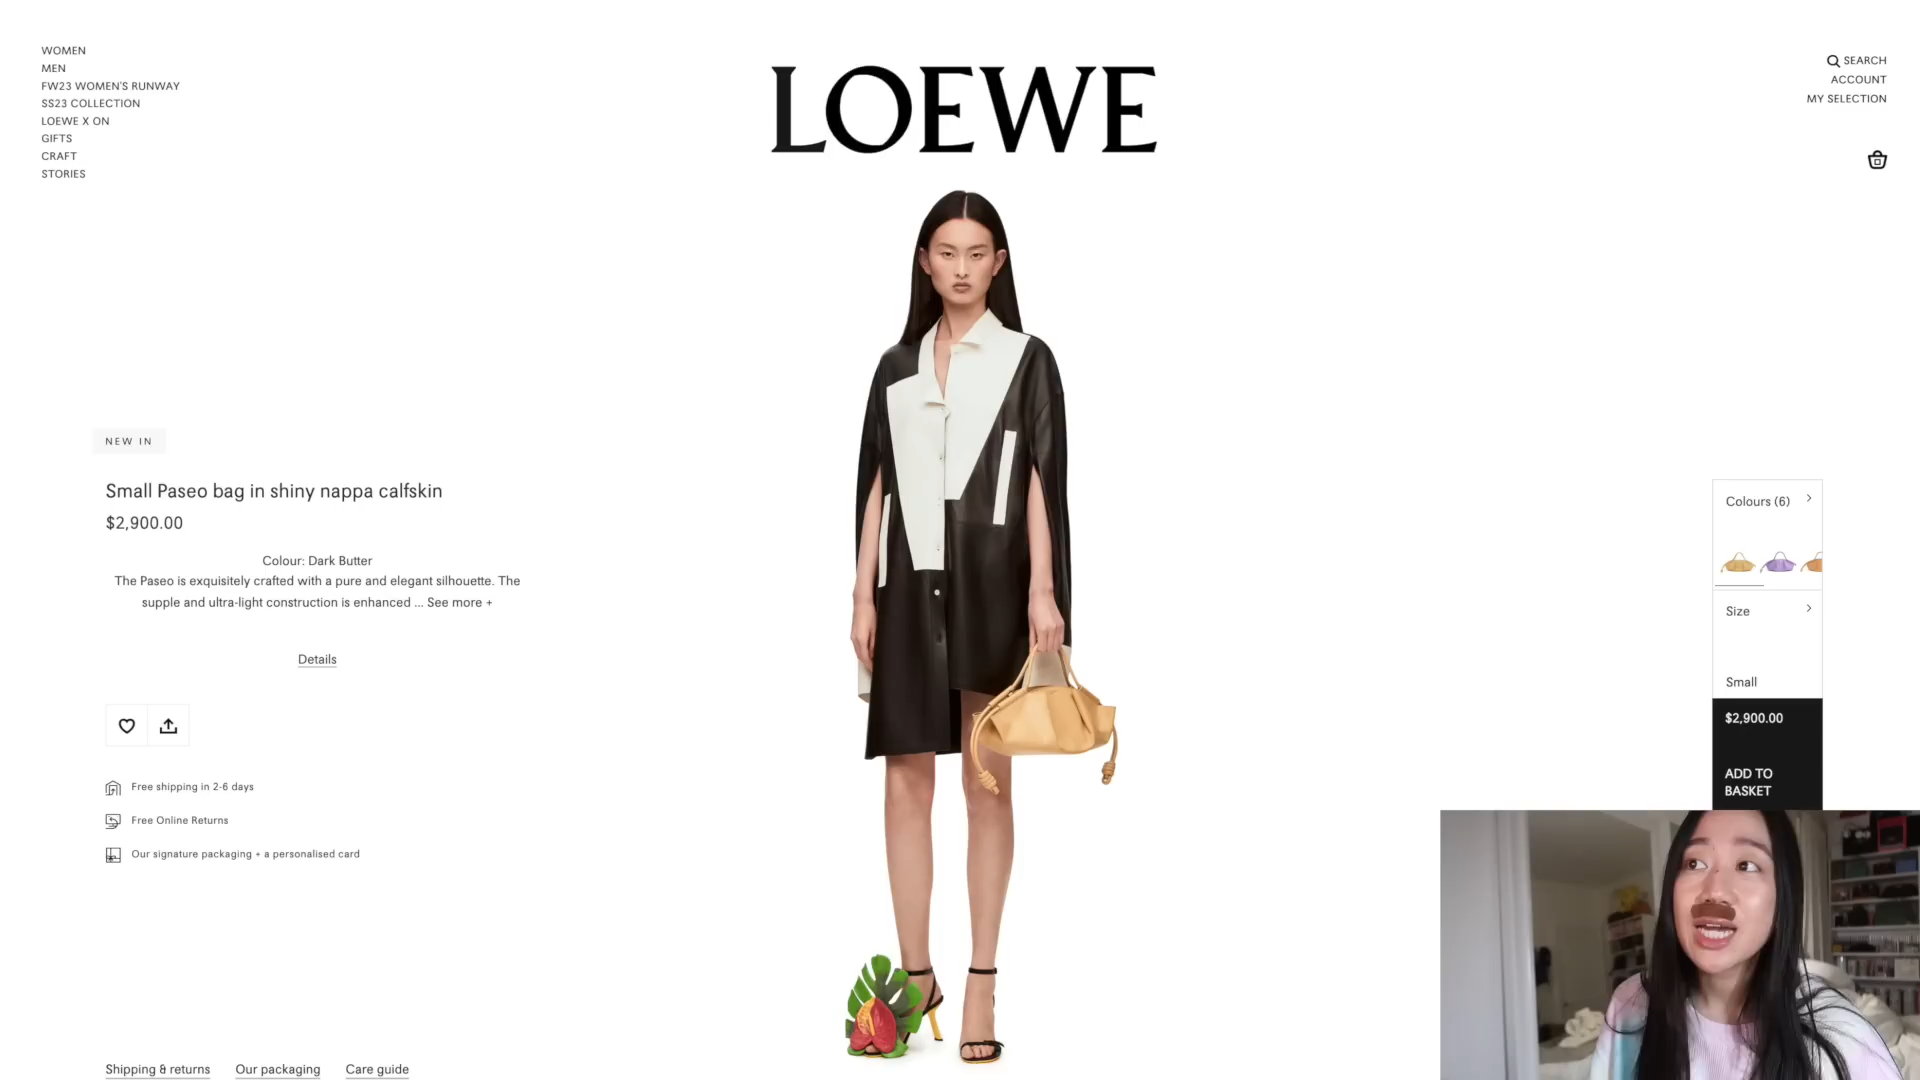 WOMEN
MEN
FW23 WOMEN'S RUNWAY
SS23 COLLECTION
LOEWE X ON
GIFTS
CRAFT
STORIES
LOEWE
SEARCH
ACCOUNT
MY SELECTION
NEW IN
Small Paseo bag in shiny nappa calfskin
$2,900.00
Colour: Dark Butter
The Paseo is exquisitely crafted with a pure and elegant silhouette. The
supple and ultra-light construction is enhanced ... See more +
Details
Free shipping in 2-6 days
Free Online Returns
Our signature packaging + a personalised card
Shipping & returns
Our packaging
Care guide
Colours (6)
Size
Small
$2,900.00
ADD TO
BASKET